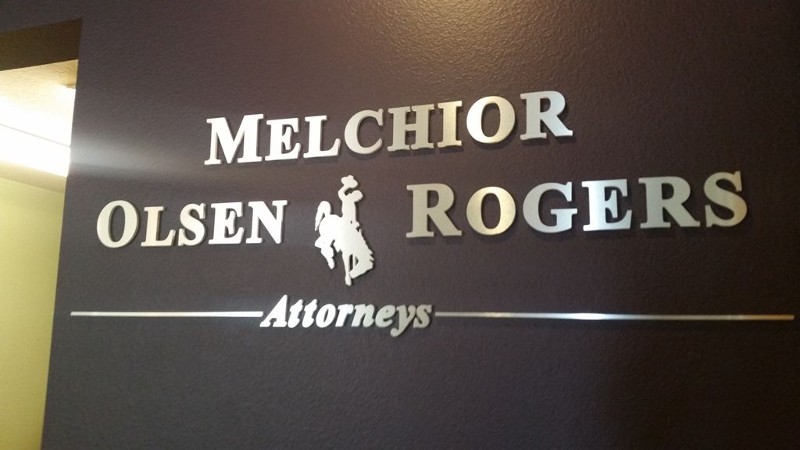 MELCHIOR
OLSEN ROGERS
Attorneys